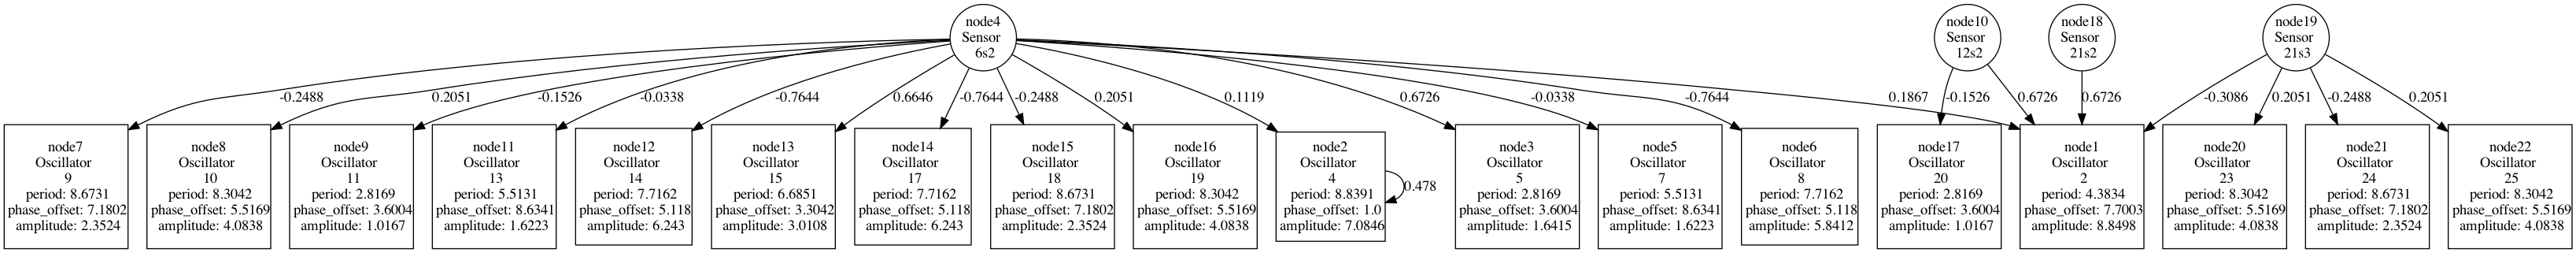 node4
Sensor
6s2
node10
Sensor
12s2
node18
Sensor
21s2
node19
Sensor
21s3
-0.2488
0.2051
-0.1526
-0.0338
-0.7644
0.6646
-0.7644
-0.2488
0.2051
0.1119
0.6726
-0.0338
-0.7644
0.1867
-0.1526
0.6726
0.6726
-0.3086
0.2051
-0.2488
0.2051
node7
Oscillator
9
period: 8.6731
phase_offset: 7.1802
amplitude: 2.3524
node8
Oscillator
10
period: 8.3042
phase_offset: 5.5169
amplitude: 4.0838
node9
Oscillator
11
period: 2.8169
phase_offset: 3.6004
amplitude: 1.0167
node11
Oscillator
13
period: 5.5131
phase_offset: 8.6341
amplitude: 1.6223
node12
Oscillator
14
period: 7.7162
phase_offset: 5.118
amplitude: 6.243
node13
Oscillator
15
period: 6.6851
phase_offset: 3.3042
amplitude: 3.0108
node14
Oscillator
17
period: 7.7162
phase_offset: 5.118
amplitude: 6.243
node15
Oscillator
18
period: 8.6731
phase_offset: 7.1802
amplitude: 2.3524
node16
Oscillator
19
period: 8.3042
phase_offset: 5.5169
amplitude: 4.0838
node2
Oscillator
4
period: 8.8391
phase_offset: 1.0
amplitude: 7.0846
0.478
node3
Oscillator
5
period: 2.8169
phase_offset: 3.6004
amplitude: 1.6415
node5
Oscillator
7
period: 5.5131
phase_offset: 8.6341
amplitude: 1.6223
node6
Oscillator
8
period: 7.7162
phase_offset: 5.118
amplitude: 5.8412
node17
Oscillator
20
period: 2.8169
phase_offset: 3.6004
amplitude: 1.0167
node1
Oscillator
2
period: 4.3834
phase_offset: 7.7003
amplitude: 8.8498
node20
Oscillator
23
period: 8.3042
phase_offset: 5.5169
amplitude: 4.0838
node21
Oscillator
24
period: 8.6731
phase_offset: 7.1802
amplitude: 2.3524
node22
Oscillator
25
period: 8.3042
phase_offset: 5.5169
amplitude: 4.0838